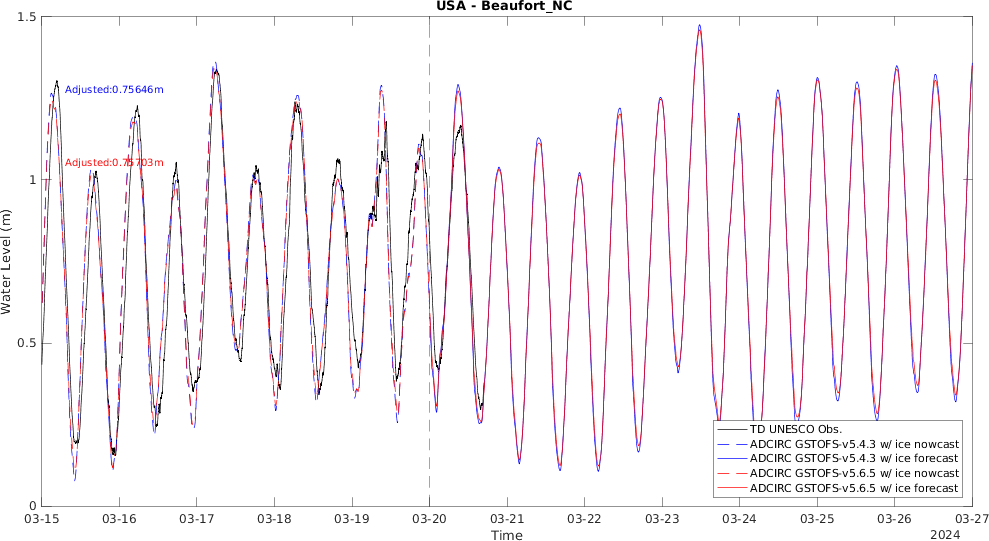 USA - Beaufort_NC
1.5
1
0.5
0
Water Level (m)
Adjusted:0.75646m
Adjusted:0.75703m
TD UNESCO Obs.
ADCIRC GSTOFS-v5.4.3 w/ ice nowcast
ADCIRC GSTOFS-v5.4.3 w/ ice forecast
ADCIRC GSTOFS-v5.6.5 w/ ice nowcast
ADCIRC GSTOFS-v5.6.5 w/ ice forecast
03-15 03-16 03-17 03-18 03-19 03-20 03-21 03-22 03-23 03-24 03-25 03-26 03-27
Time
2024